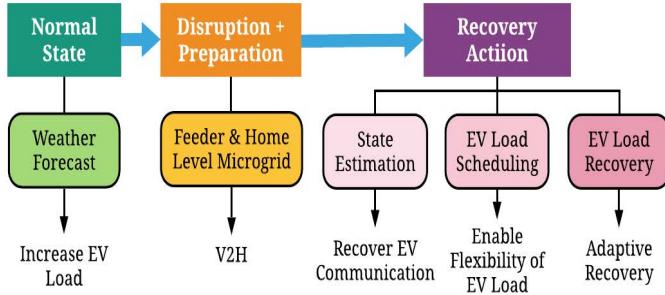 Normal
State
Disruption +
Preparation
Recovery
Actiion
Weather
Forecast
Feeder & Home
Level Microgrid
State
Estimation
EV Load
Scheduling
EV Load
Recovery
Increase EV
Load
V2H
Recover EV
Communication
Enable
Flexibility of
EV Load
Adaptive
Recovery